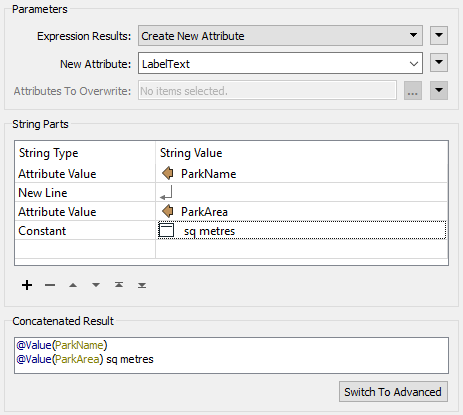 Parameters
Expression Results: Create New Attribute
New Attribute: LabelText
Attributes To Overwrite: No items selected. ...
String Parts
String Type String Value
Attribute Value ParkName
New Line
Attribute Value ParkArea
Constant sq metres
Concatenated Result
@Value(ParkName)
@Value(ParkArea) sq metres
Switch To Advanced